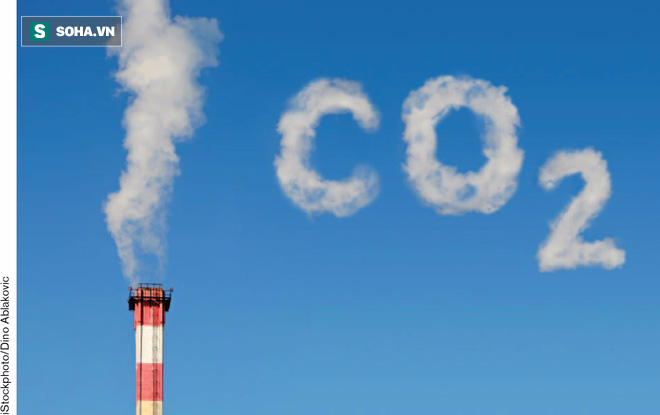 S SOHA.VN
CO₂
iStockphoto/Dino Ablakovic